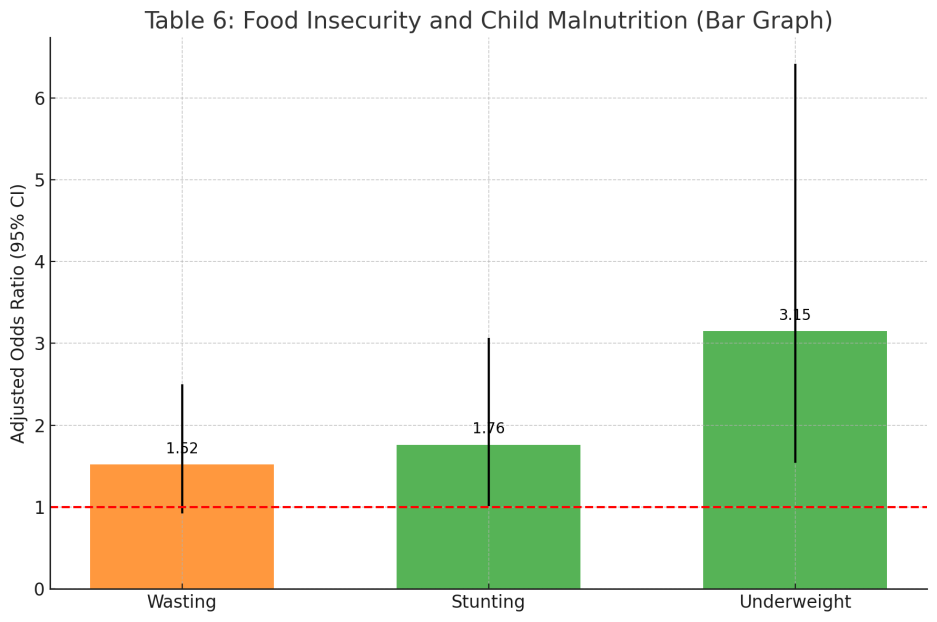 Table 6: Food Insecurity and Child Malnutrition (Bar Graph)
Adjusted Odds Ratio (95% CI)
6
5
4
3
2
1
0
1.52
1.76
3.15
Wasting
Stunting
Underweight